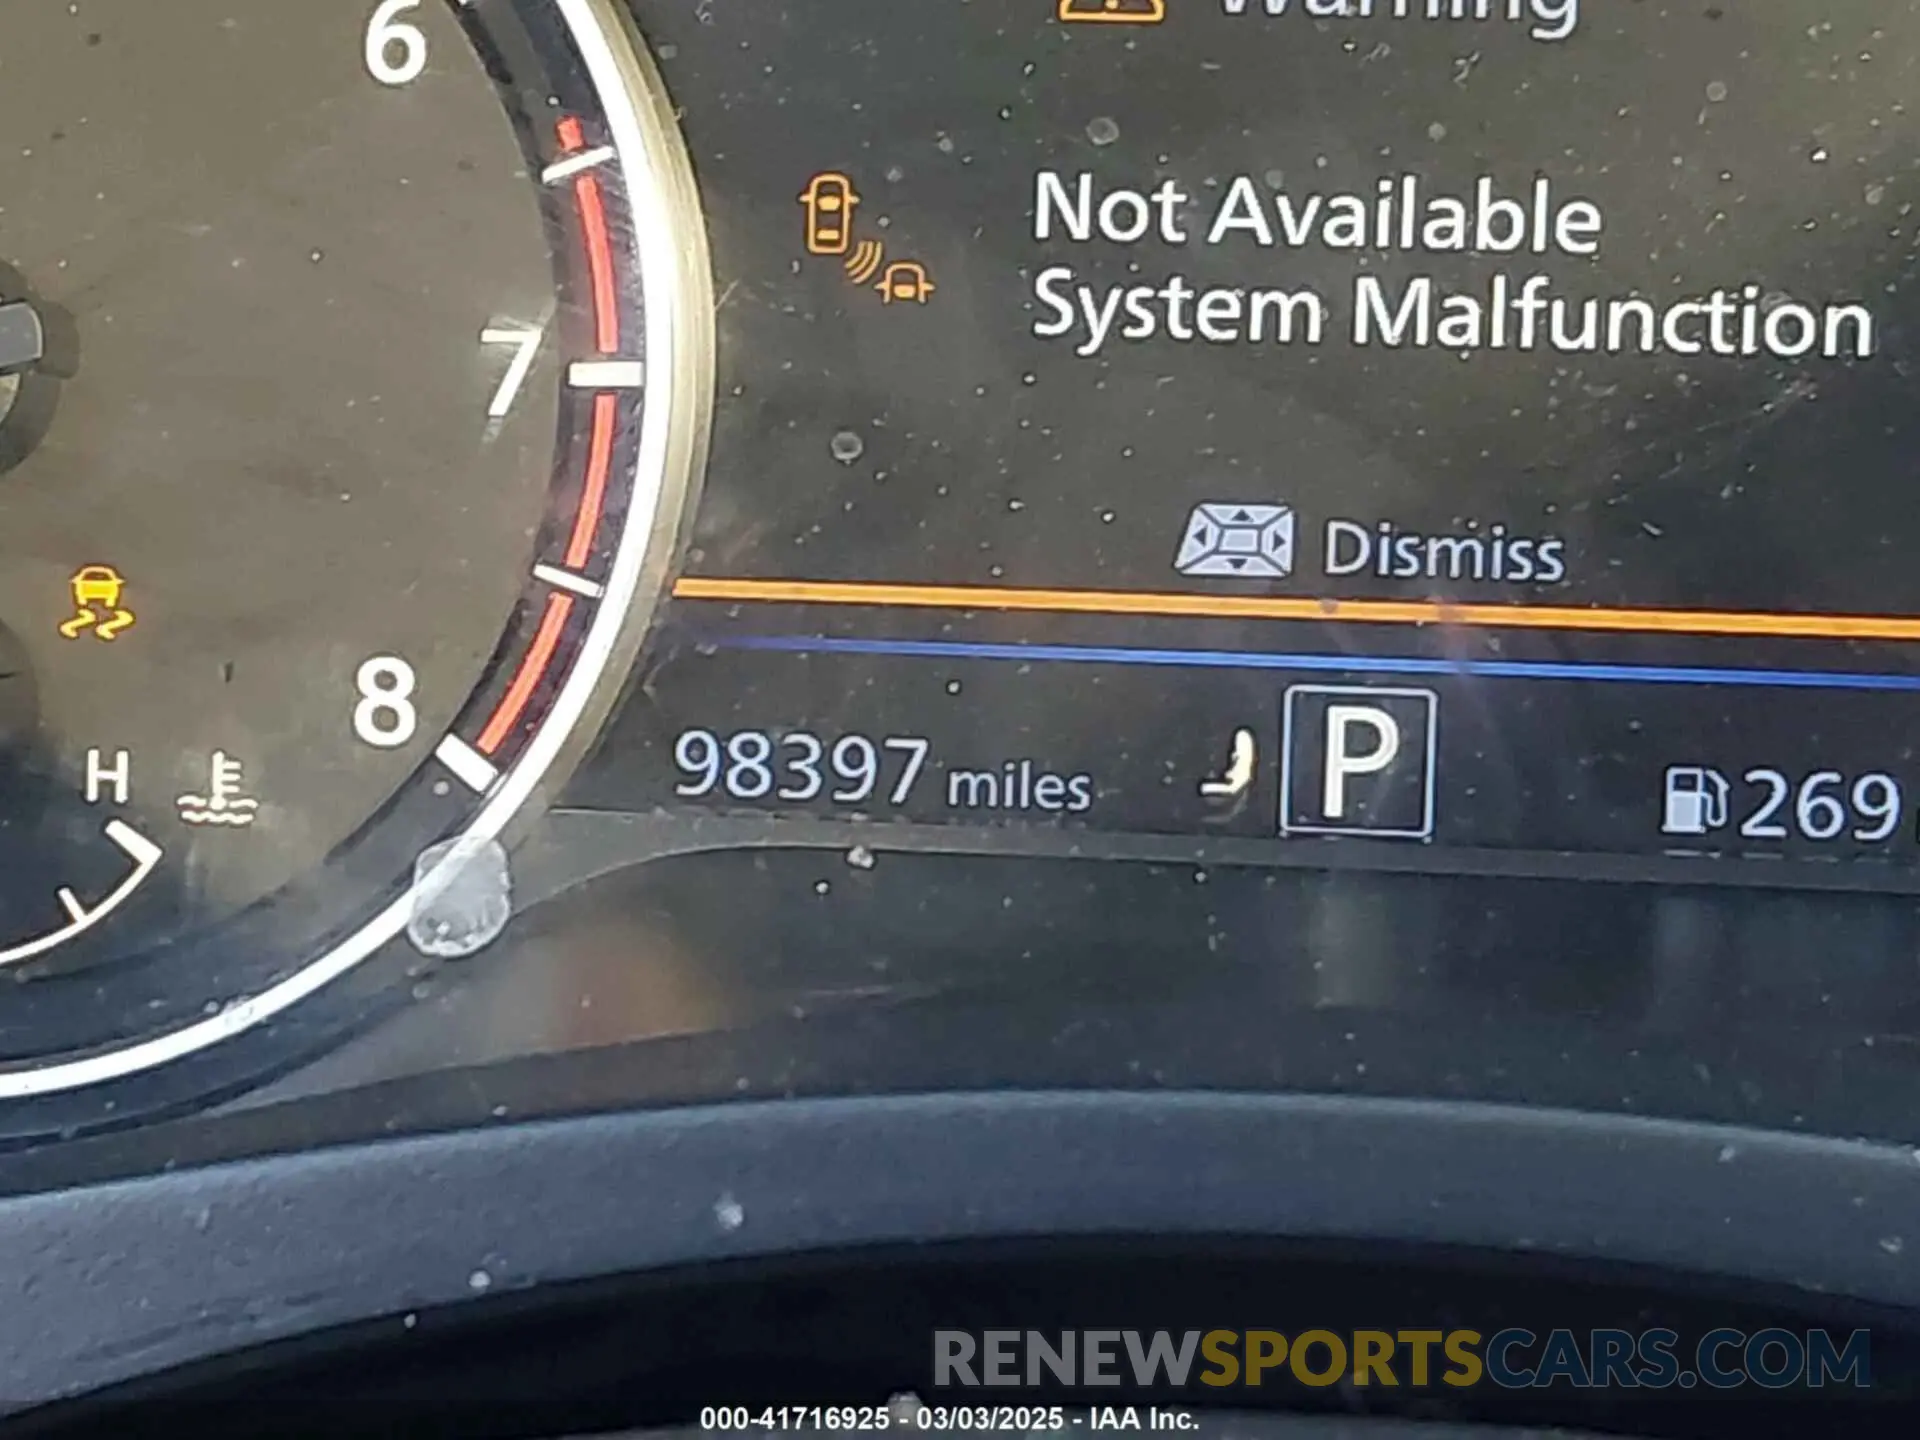 6
Warning
Not Available
System Malfunction
7
Dismiss
8
H
98397 miles
P
269
RENEWSPORTSCARS.COM
000-41716925 - 03/03/2025 - IAA Inc.